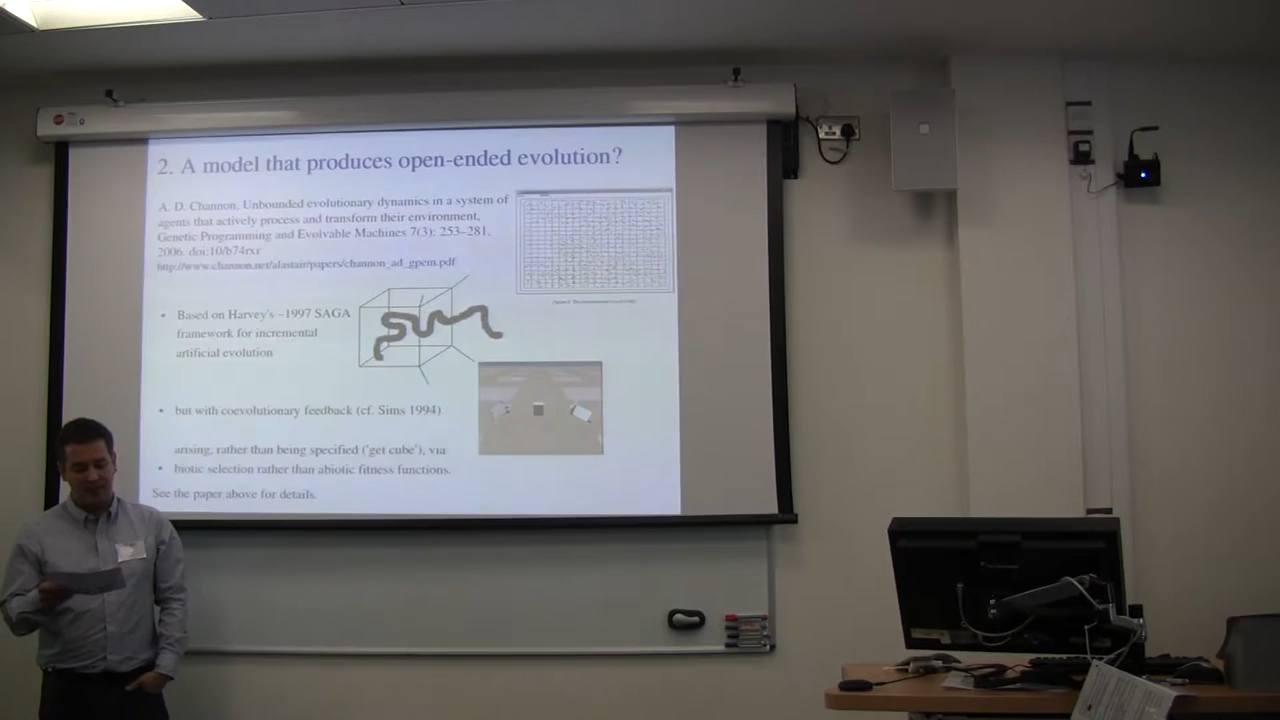 2. A model that produces open-ended evolution?
A. D. Channon, Unbounded evolutionary dynamics in a system of
agents that actively process and transform their environment,
Genetic Programming and Evolvable Machines 7(3): 253–281,
2006. doi:10/b74rxr
http://www.channon.net/alastair/papers/channon_ad_gpem.pdf
• Based on Harvey's ~1997 SAGA
framework for incremental
artificial evolution
• but with coevolutionary feedback (cf. Sims 1994)
arising, rather than being specified ('get cube'), via
• biotic selection rather than abiotic fitness functions.
See the paper above for details.